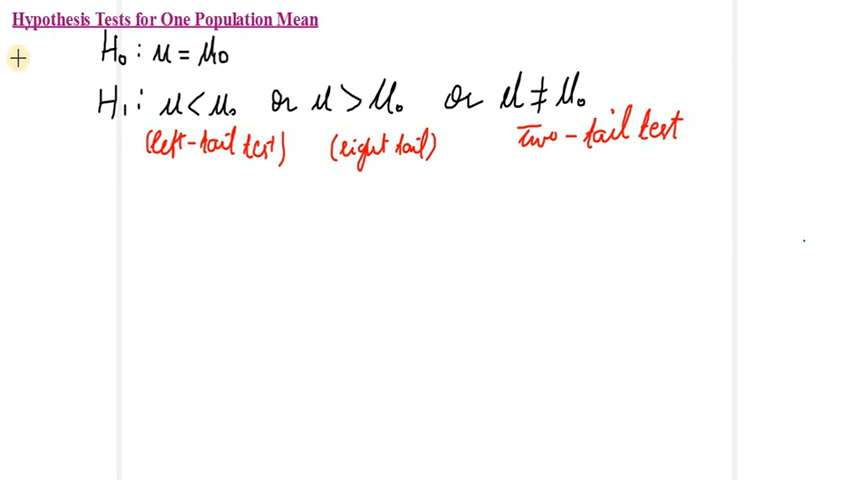 Hypothesis Tests for One Population Mean
H₀ : μ = μ₀
H₁ : μ < μ₀ or μ > μ₀ or μ ≠ μ₀
(left-tail test) (right tail) Two-tail test